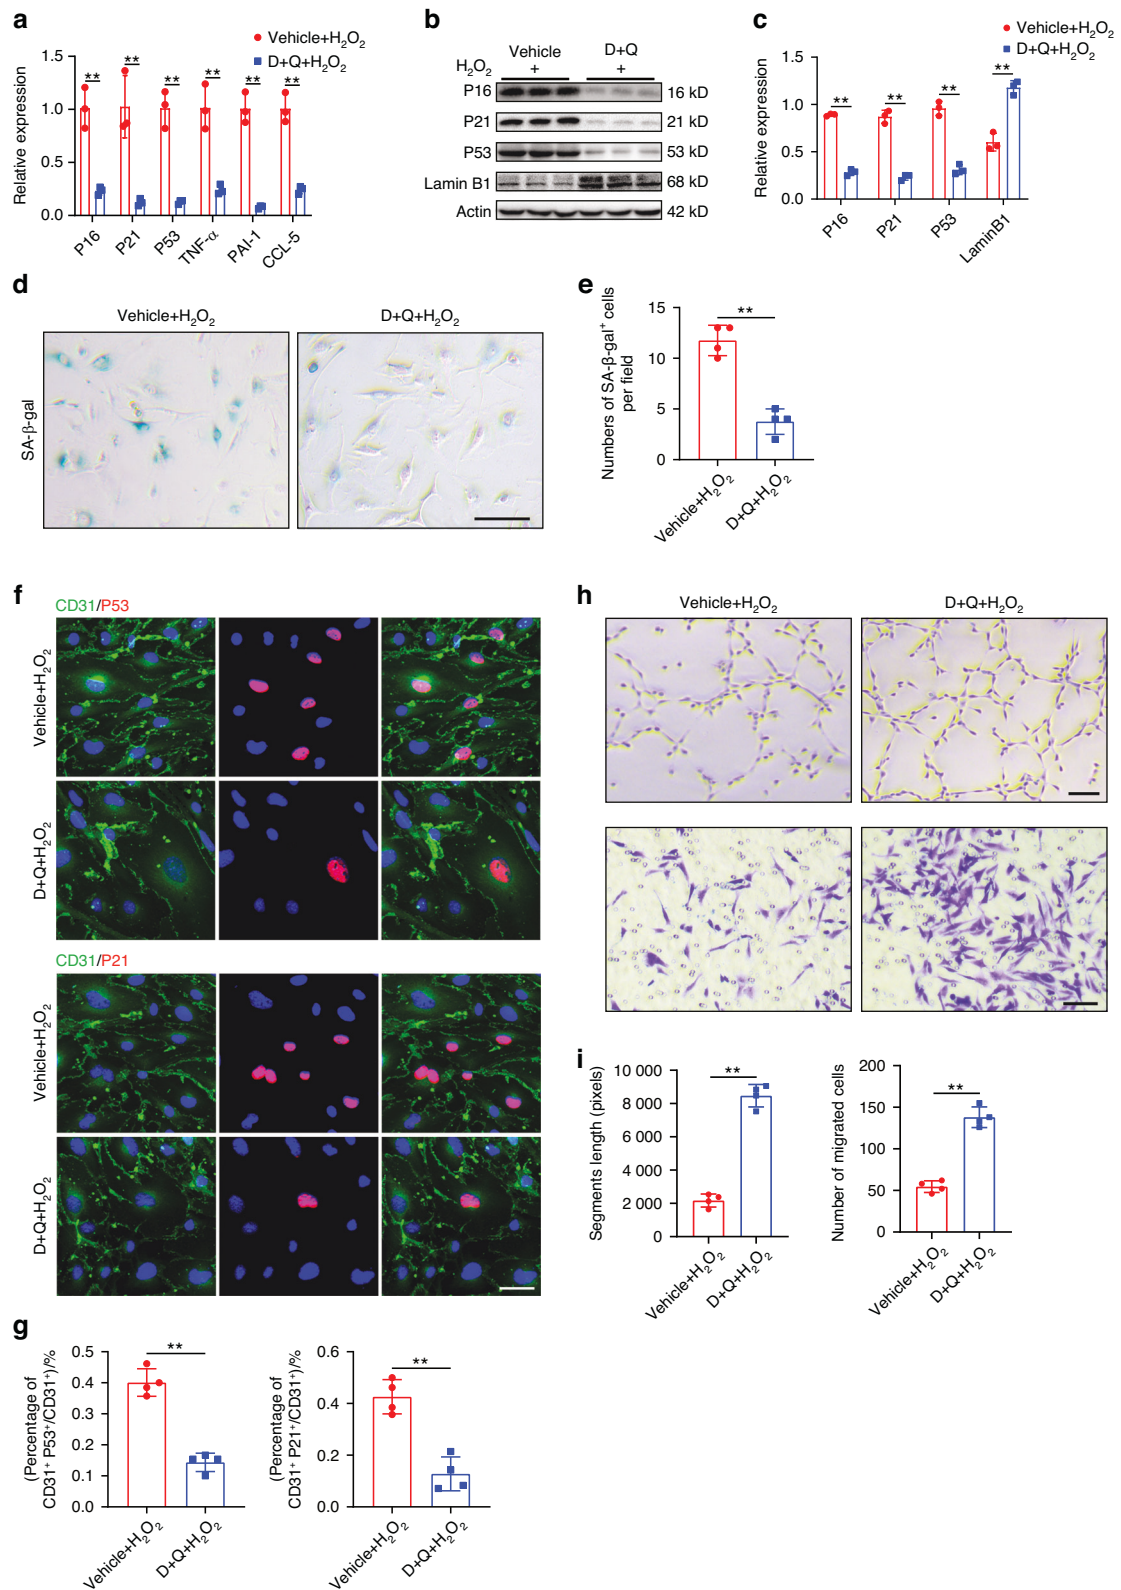 a
Vehicle+H₂O₂
D+Q+H₂O₂
Relative expression
1.5
1.0
0.5
0.0
** ** ** ** ** **
P16 P21 P53 TNF-α PAI-1 CCL-5
b
Vehicle D+Q
H₂O₂ + +
P16 16 kD
P21 21 kD
P53 53 kD
Lamin B1 68 kD
Actin 42 kD
c
Vehicle+H₂O₂
D+Q+H₂O₂
Relative expression
1.5
1.0
0.5
0.0
** ** ** **
P16 P21 P53 LaminB1
d
Vehicle+H₂O₂ D+Q+H₂O₂
SA-β-gal
e
Numbers of SA-β-gal⁺ cells
per field
15
10
5
0
**
Vehicle+H₂O₂ D+Q+H₂O₂
f
CD31/P53
Vehicle+H₂O₂
D+Q+H₂O₂
CD31/P21
Vehicle+H₂O₂
D+Q+H₂O₂
g
(Percentage of
CD31⁺ P53⁺/CD31⁺)/%
0.5
0.4
0.3
0.2
0.1
0.0
**
Vehicle+H₂O₂ D+Q+H₂O₂
(Percentage of
CD31⁺ P21⁺/CD31⁺)/%
0.6
0.4
0.2
0.0
**
Vehicle+H₂O₂ D+Q+H₂O₂
h
Vehicle+H₂O₂ D+Q+H₂O₂
i
Segments length (pixels)
10 000
8 000
6 000
4 000
2 000
0
**
Vehicle+H₂O₂ D+Q+H₂O₂
Number of migrated cells
200
150
100
50
0
**
Vehicle+H₂O₂ D+Q+H₂O₂